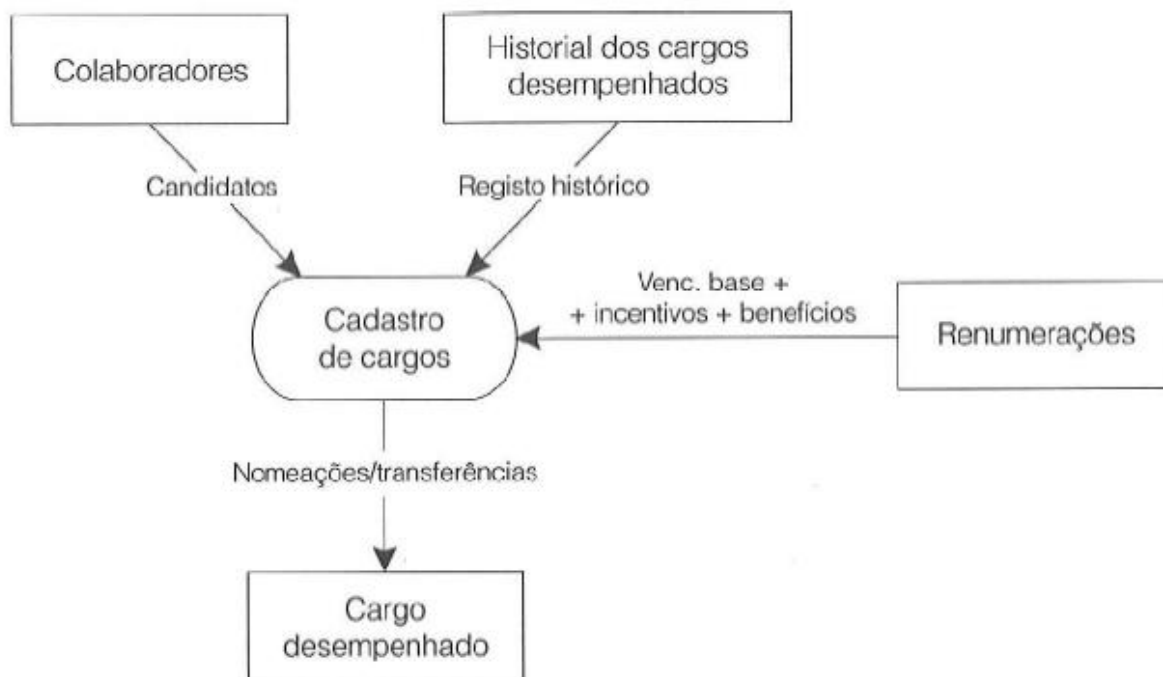 Colaboradores
Historial dos cargos
desempenhados
Candidatos
Registo histórico
Venc. base +
+ incentivos + benefícios
Cadastro
de cargos
Renumerações
Nomeações/transferências
Cargo
desempenhado